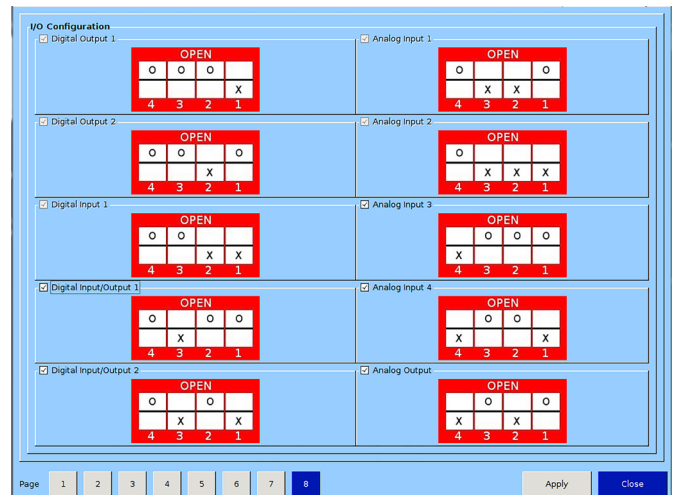 I/O Configuration
Digital Output 1
OPEN
O O O
X
4 3 2 1
Analog Input 1
OPEN
O O
X X
4 3 2 1
Digital Output 2
OPEN
O O O
X
4 3 2 1
Analog Input 2
OPEN
O
X X X
4 3 2 1
Digital Input 1
OPEN
O O
X X
4 3 2 1
Analog Input 3
OPEN
O O O
X
4 3 2 1
Digital Input/Output 1
OPEN
O O O
X
4 3 2 1
Analog Input 4
OPEN
O O
X X
4 3 2 1
Digital Input/Output 2
OPEN
O O
X X
4 3 2 1
Analog Output
OPEN
O O
X X
4 3 2 1
Page 1 2 3 4 5 6 7 8 Apply Close